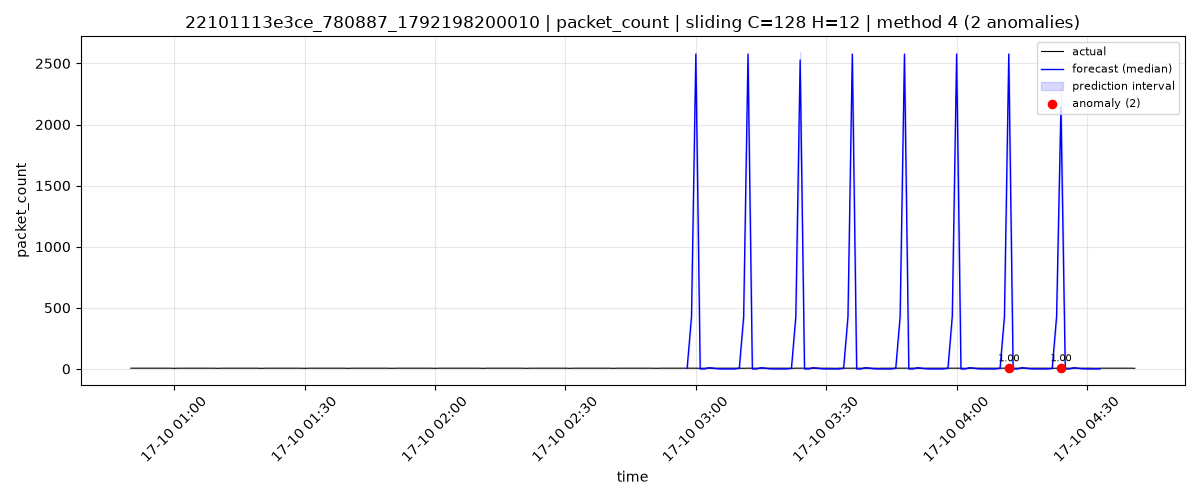 22101113e3ce_780887_1792198200010 | packet_count | sliding C=128 H=12 | method 4 (2 anomalies)
actual
forecast (median)
prediction interval
anomaly (2)
2500
2000
1500
1000
500
0
packet_count
1.00
1.00
17-10 01:00
17-10 01:30
17-10 02:00
17-10 02:30
17-10 03:00
17-10 03:30
17-10 04:00
17-10 04:30
time